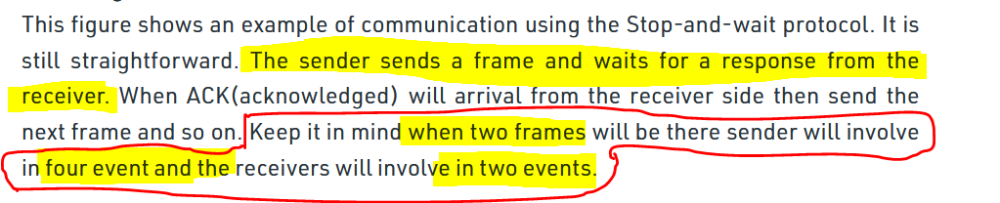 This figure shows an example of communication using the Stop-and-wait protocol. It is
still straightforward. The sender sends a frame and waits for a response from the
receiver. When ACK(acknowledged) will arrival from the receiver side then send the
next frame and so on. Keep it in mind when two frames will be there sender will involve
in four event and the receivers will involve in two events.